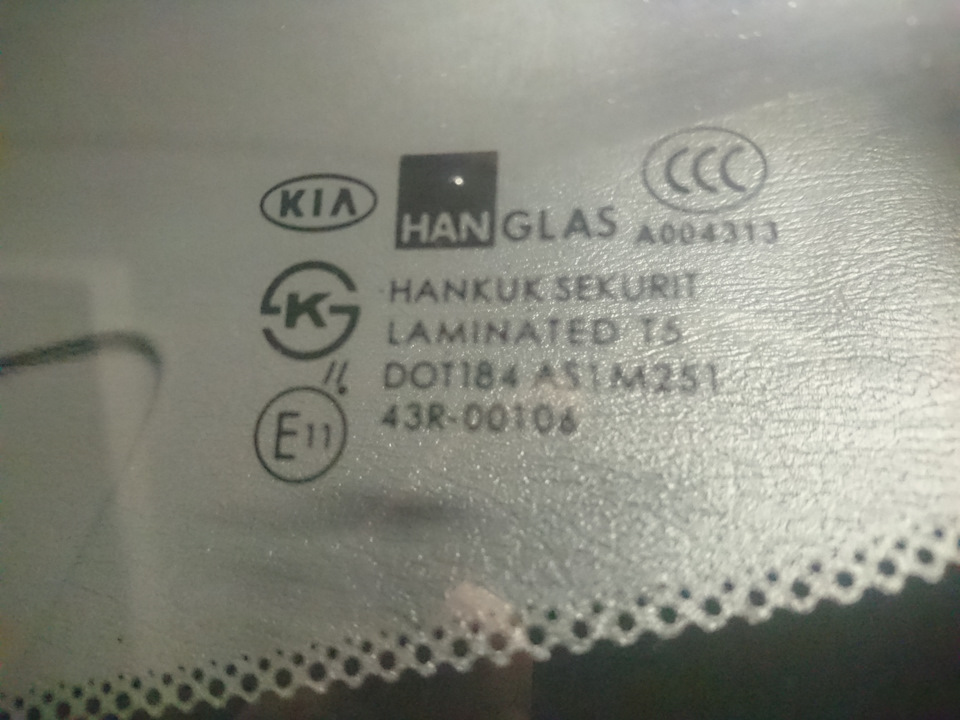 KIA
HANGLAS
CCC
A004313
K
HANKUK SEKURIT
LAMINATED T5
DOT184 AS1M251
43R-00106
E11